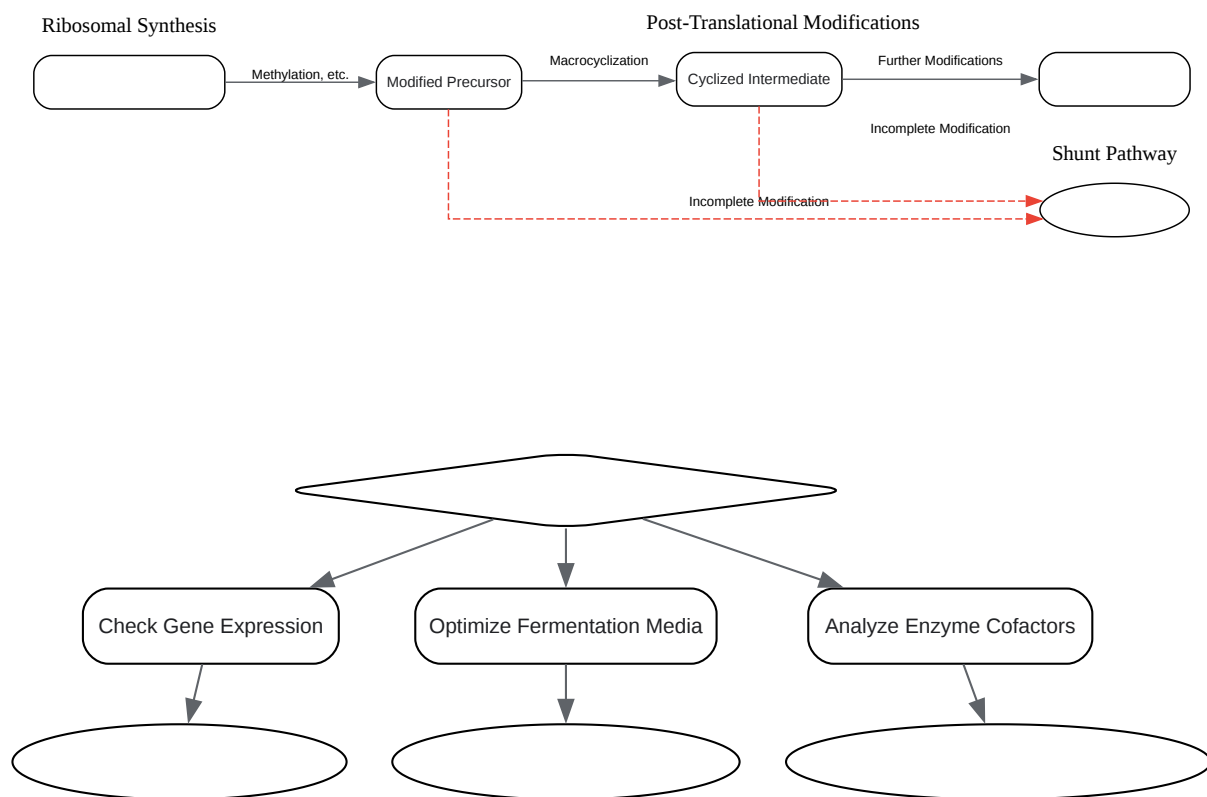 Ribosomal Synthesis
Post-Translational Modifications
Methylation, etc.
Modified Precursor
Macrocyclization
Cyclized Intermediate
Further Modifications
Incomplete Modification
Shunt Pathway
Incomplete Modification
Check Gene Expression
Optimize Fermentation Media
Analyze Enzyme Cofactors